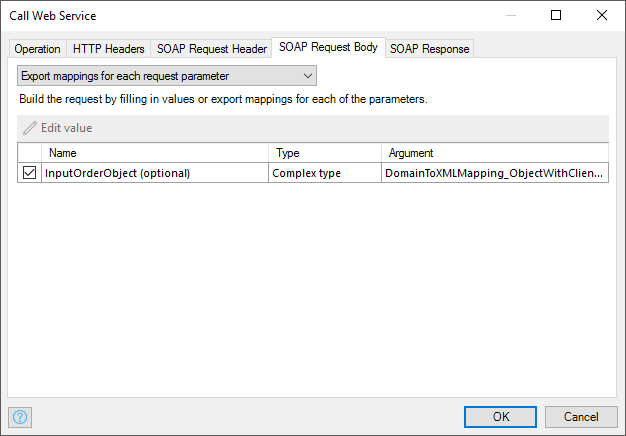 Call Web Service
Operation HTTP Headers SOAP Request Header SOAP Request Body SOAP Response
Export mappings for each request parameter
Build the request by filling in values or export mappings for each of the parameters.
Edit value
Name Type Argument
InputOrderObject (optional) Complex type DomainToXMLMapping_ObjectWithClien...
? OK Cancel